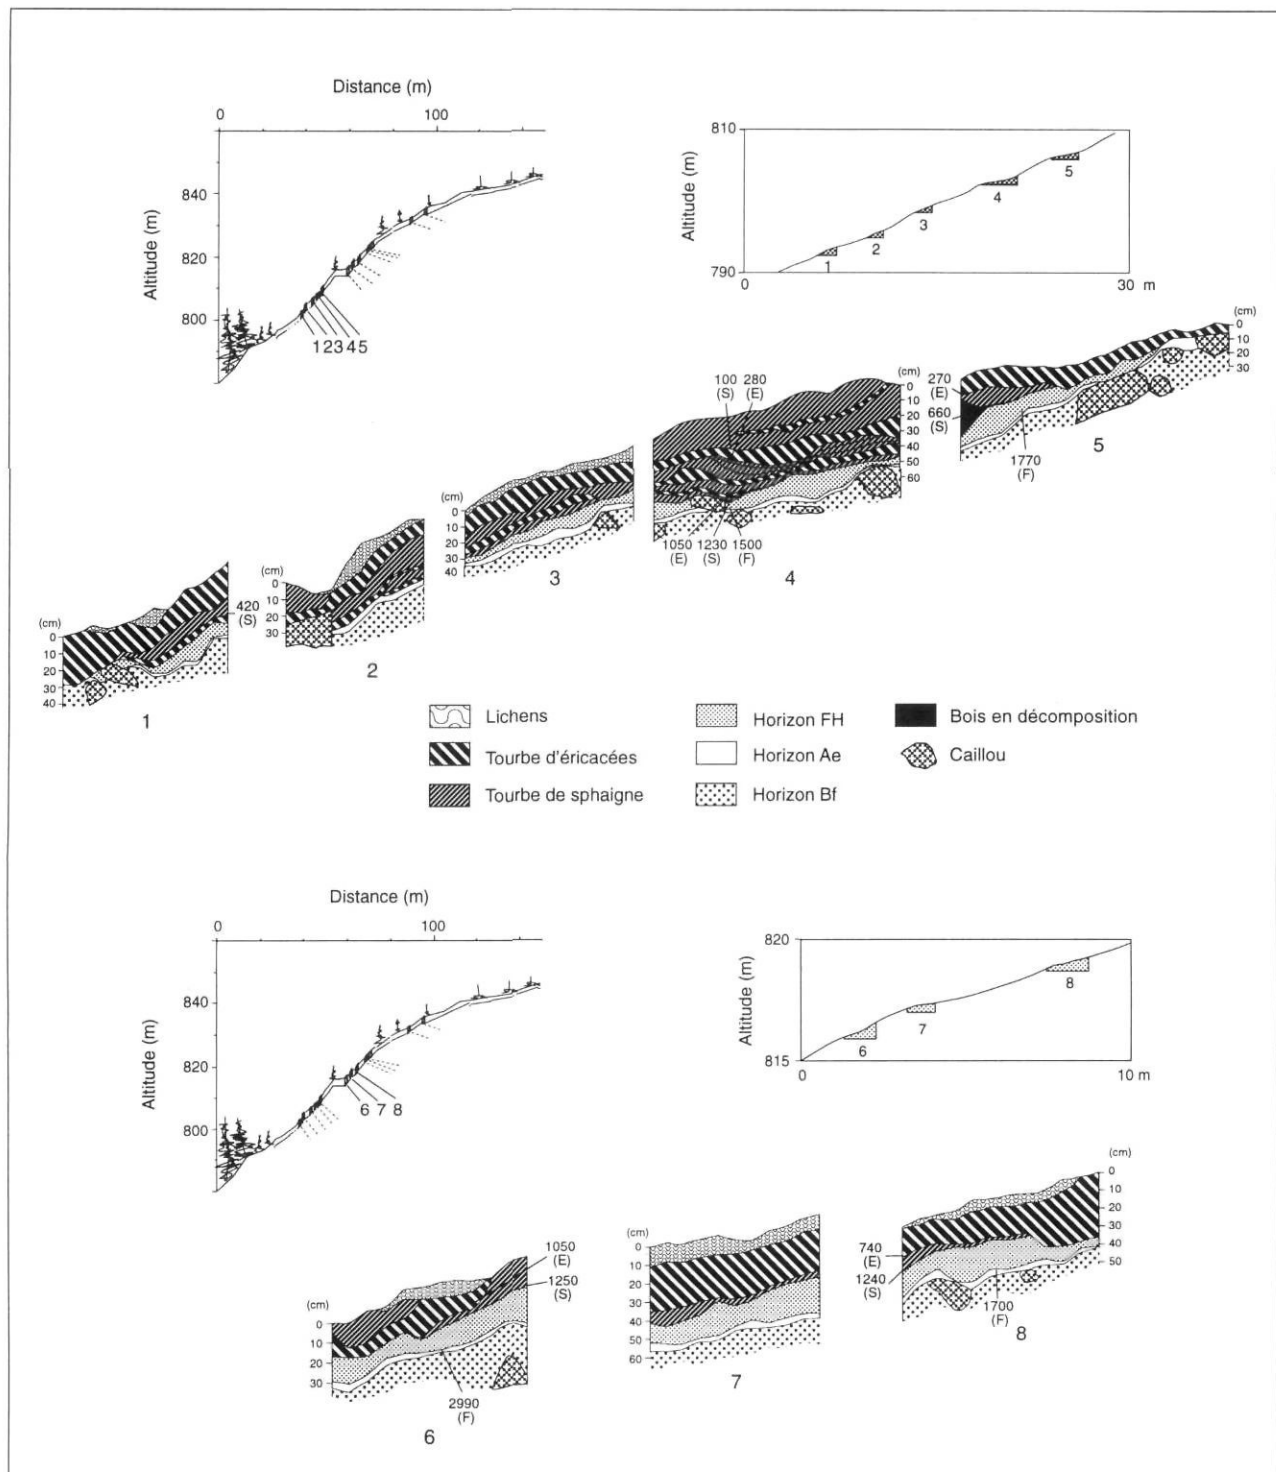 Distance (m)
0 100
Altitude (m)
840
820
800
1 2 3 4 5
Altitude (m)
810
790
0 30 m
1
2
3
4
5
(cm)
0
10
20
30
40
420
(S)
1
(cm)
0
10
20
30
2
(cm)
0
10
20
30
40
3
100
(S)
280
(E)
(cm)
0
10
20
30
40
50
60
1050
(E)
1230
(S)
1500
(F)
4
270
(E)
660
(S)
1770
(F)
(cm)
0
10
20
30
5
Lichens
Tourbe d'éricacées
Tourbe de sphaigne
Horizon FH
Horizon Ae
Horizon Bf
Bois en décomposition
Caillou
Distance (m)
0 100
Altitude (m)
840
820
800
6 7 8
Altitude (m)
820
815
0 10 m
6
7
8
(cm)
0
10
20
30
1050
(E)
1250
(S)
2990
(F)
6
(cm)
0
10
20
30
40
50
60
7
740
(E)
1240
(S)
1700
(F)
(cm)
0
10
20
30
40
50
8